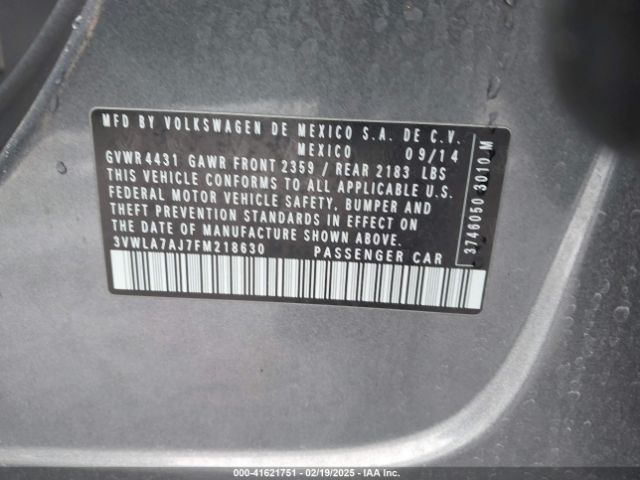 MFD BY VOLKSWAGEN DE MEXICO S.A. DE C.V.
MEXICO 09/14
GVWR 4431 GAWR FRONT 2359 / REAR 2183 LBS
THIS VEHICLE CONFORMS TO ALL APPLICABLE U.S.
FEDERAL MOTOR VEHICLE SAFETY, BUMPER AND
THEFT PREVENTION STANDARDS IN EFFECT ON
THE DATE OF MANUFACTURE SHOWN ABOVE.
3VWLA7AJ7FM218630 PASSENGER CAR
3746050 3010 M
000-41621751 | 02/19/2025 | IAA Inc.